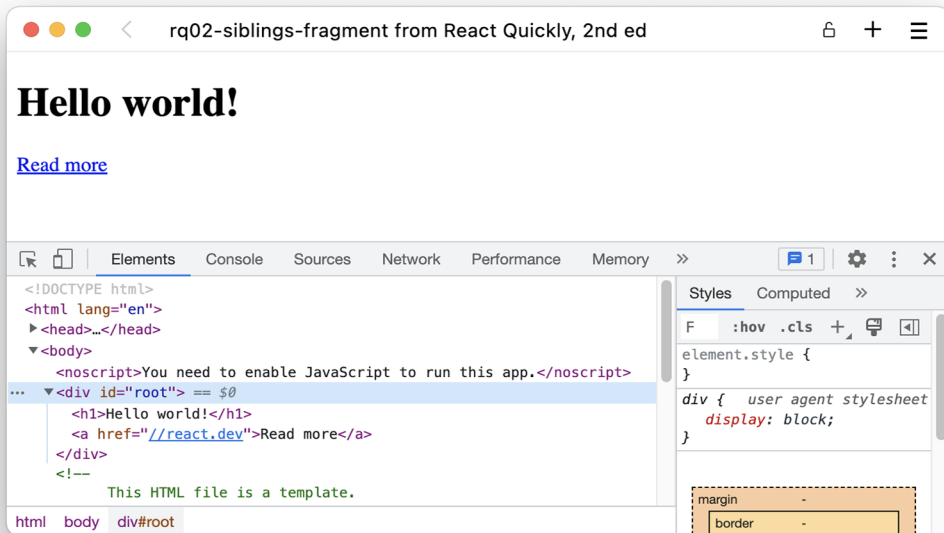 rq02-siblings-fragment from React Quickly, 2nd ed
Hello world!
Read more
Elements Console Sources Network Performance Memory » 1
<!DOCTYPE html>
<html lang="en">
<head>…</head>
<body>
<noscript>You need to enable JavaScript to run this app.</noscript>
<div id="root"> == $0
<h1>Hello world!</h1>
<a href="//react.dev">Read more</a>
</div>
<!--
This HTML file is a template.
html body div#root
Styles Computed »
F :hov .cls +
element.style {
}
div { user agent stylesheet
display: block;
}
margin -
border -